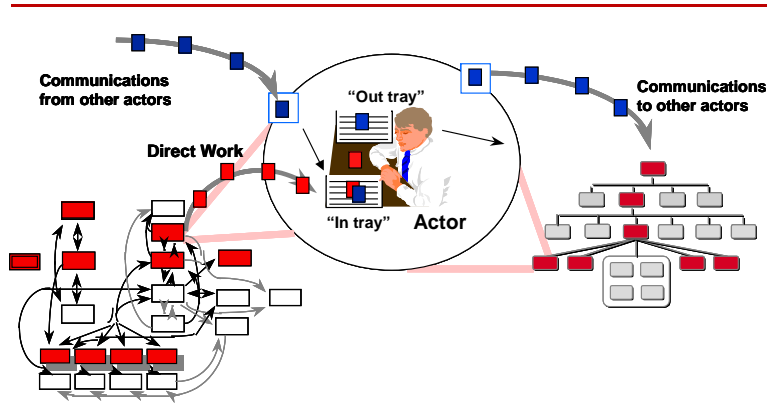 Communications
from other actors
“Out tray”
Communications
to other actors
Direct Work
“In tray”
Actor